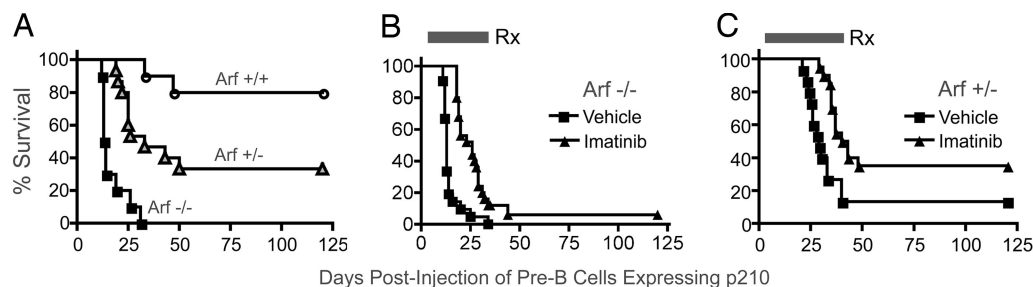 A
% Survival
100
80
60
40
20
0
0 25 50 75 100 125
Arf +/+
Arf +/-
Arf -/-
B
Rx
100
80
60
40
20
0
0 25 50 75 100 125
Arf -/-
Vehicle
Imatinib
C
Rx
100
80
60
40
20
0
0 25 50 75 100 125
Arf +/-
Vehicle
Imatinib
Days Post-Injection of Pre-B Cells Expressing p210